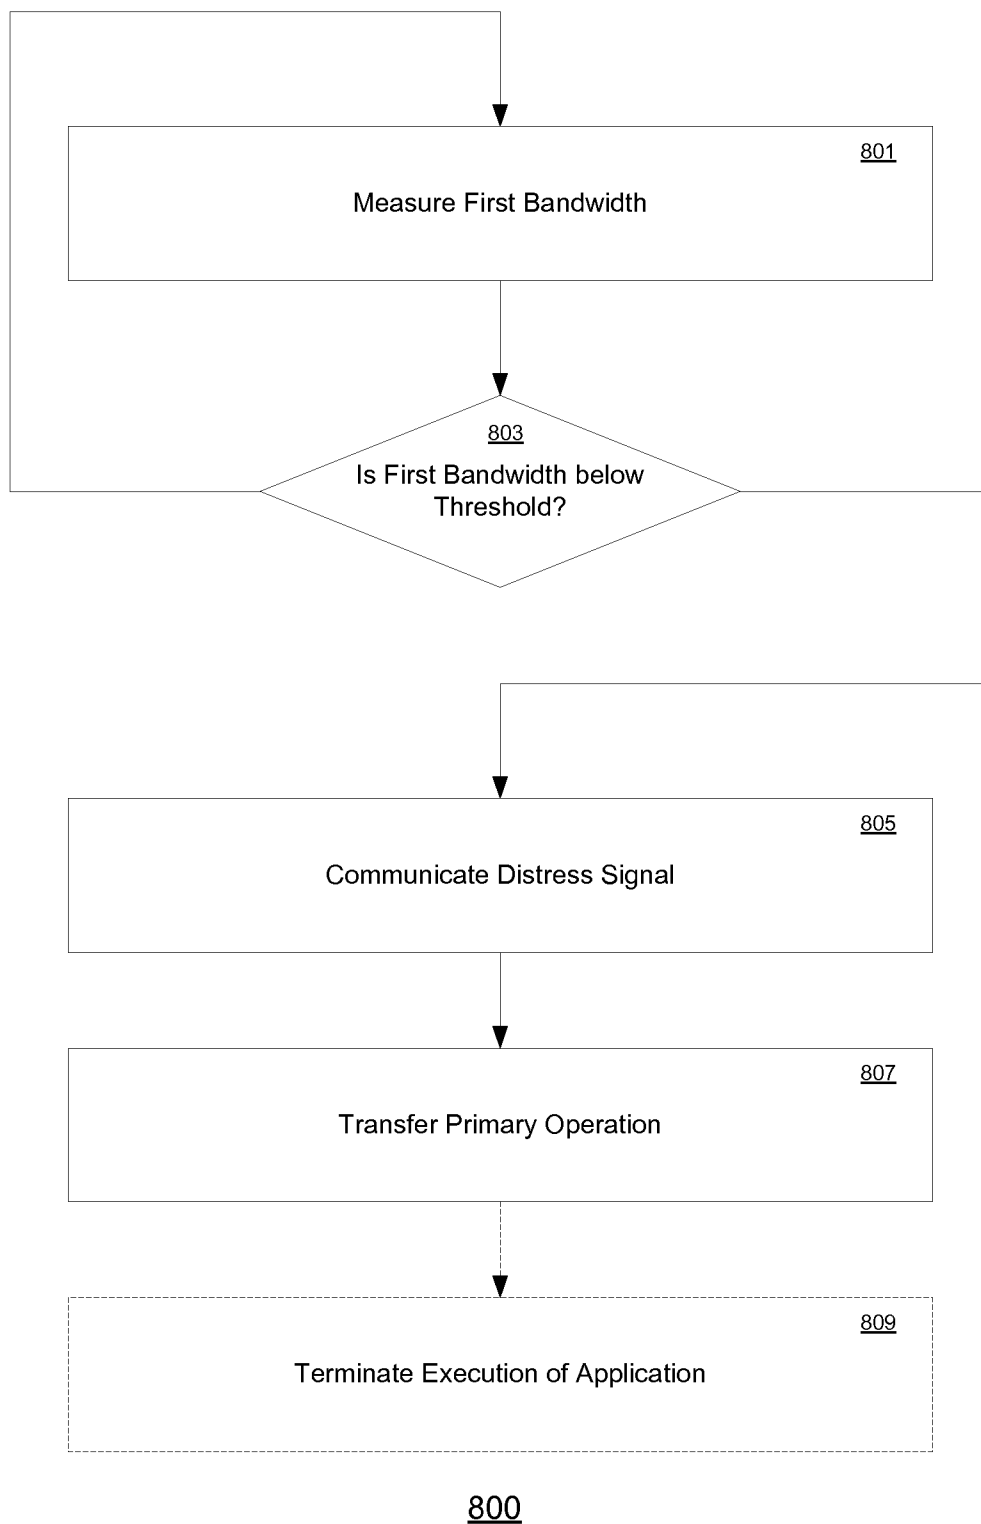 801
Measure First Bandwidth
803
Is First Bandwidth below
Threshold?
805
Communicate Distress Signal
807
Transfer Primary Operation
809
Terminate Execution of Application
800